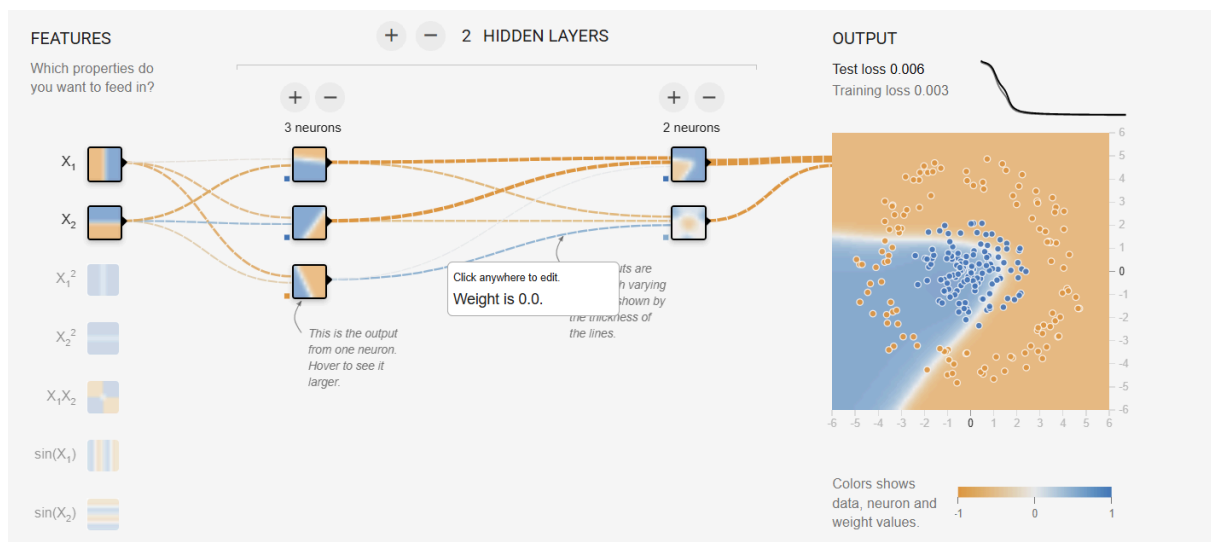 FEATURES
Which properties do
you want to feed in?
X₁
X₂
X₁²
X₂²
X₁X₂
sin(X₁)
sin(X₂)
+ − 2 HIDDEN LAYERS
+ −
3 neurons
+ −
2 neurons
This is the output
from one neuron.
Hover to see it
larger.
Click anywhere to edit.
Weight is 0.0.
are
varying
shown by
the thickness of
the lines.
OUTPUT
Test loss 0.006
Training loss 0.003
6
5
4
3
2
1
0
-1
-2
-3
-4
-5
-6
-6 -5 -4 -3 -2 -1 0 1 2 3 4 5 6
Colors shows
data, neuron and
weight values.
-1 0 1